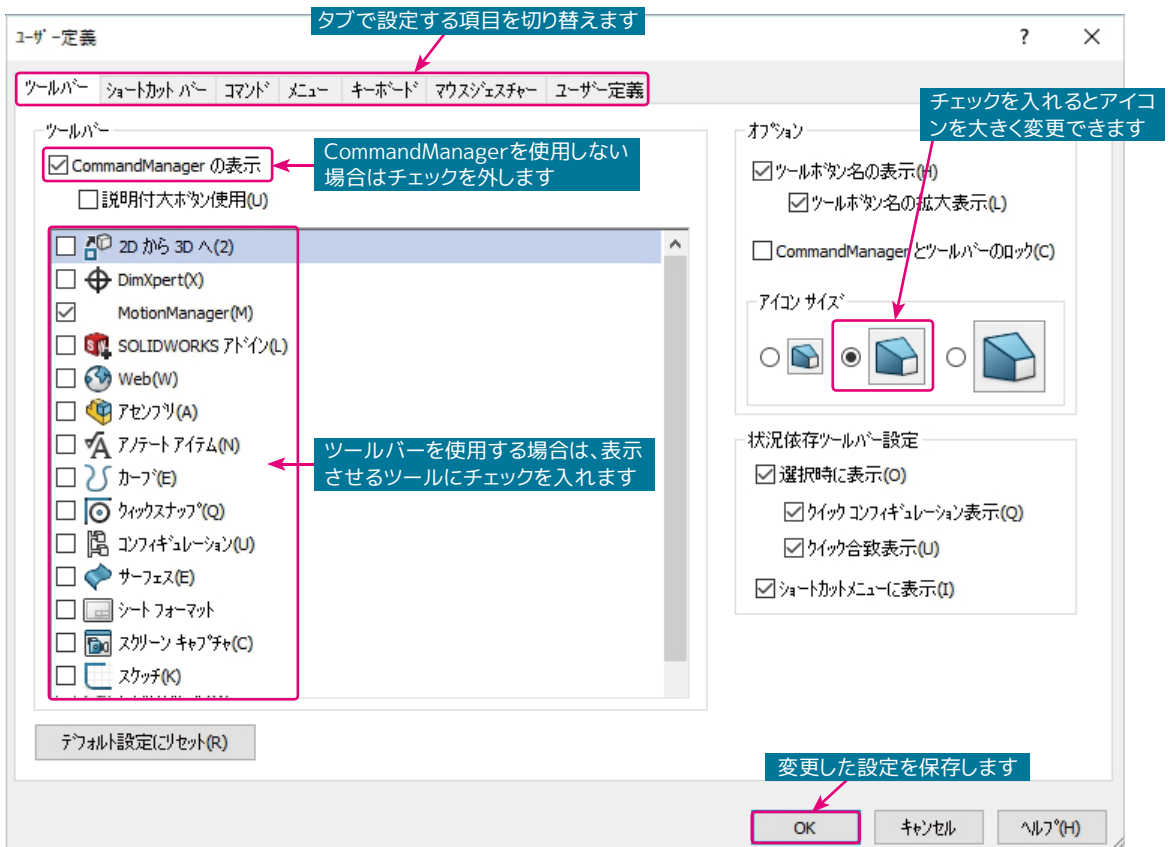 タブで設定する項目を切り替えます
ユーザー定義
?
ツールバー ショートカット バー コマンド メニュー キーボード マウスジェスチャー ユーザー定義
チェックを入れるとアイコ
ンを大きく変更できます
ツールバー
CommandManager の表示
CommandManagerを使用しない
場合はチェックを外します
説明付大ボタン使用(U)
2D から 3D へ(2)
DimXpert(X)
MotionManager(M)
SOLIDWORKS アドイン(L)
Web(W)
アセンブリ(A)
アノテート アイテム(N)
カーブ(E)
クィックスナップ(Q)
コンフィギュレーション(U)
サーフェス(E)
シート フォーマット
スクリーン キャプチャ(C)
スケッチ(K)
ツールバーを使用する場合は、表示
させるツールにチェックを入れます
オプション
ツールボタン名の表示(H)
ツールボタン名の拡大表示(L)
CommandManager とツールバーのロック(C)
アイコン サイズ
状況依存ツールバー設定
選択時に表示(O)
クイック コンフィギュレーション表示(Q)
クイック合致表示(U)
ショートカットメニューに表示(I)
デフォルト設定にリセット(R)
変更した設定を保存します
OK キャンセル ヘルプ(H)